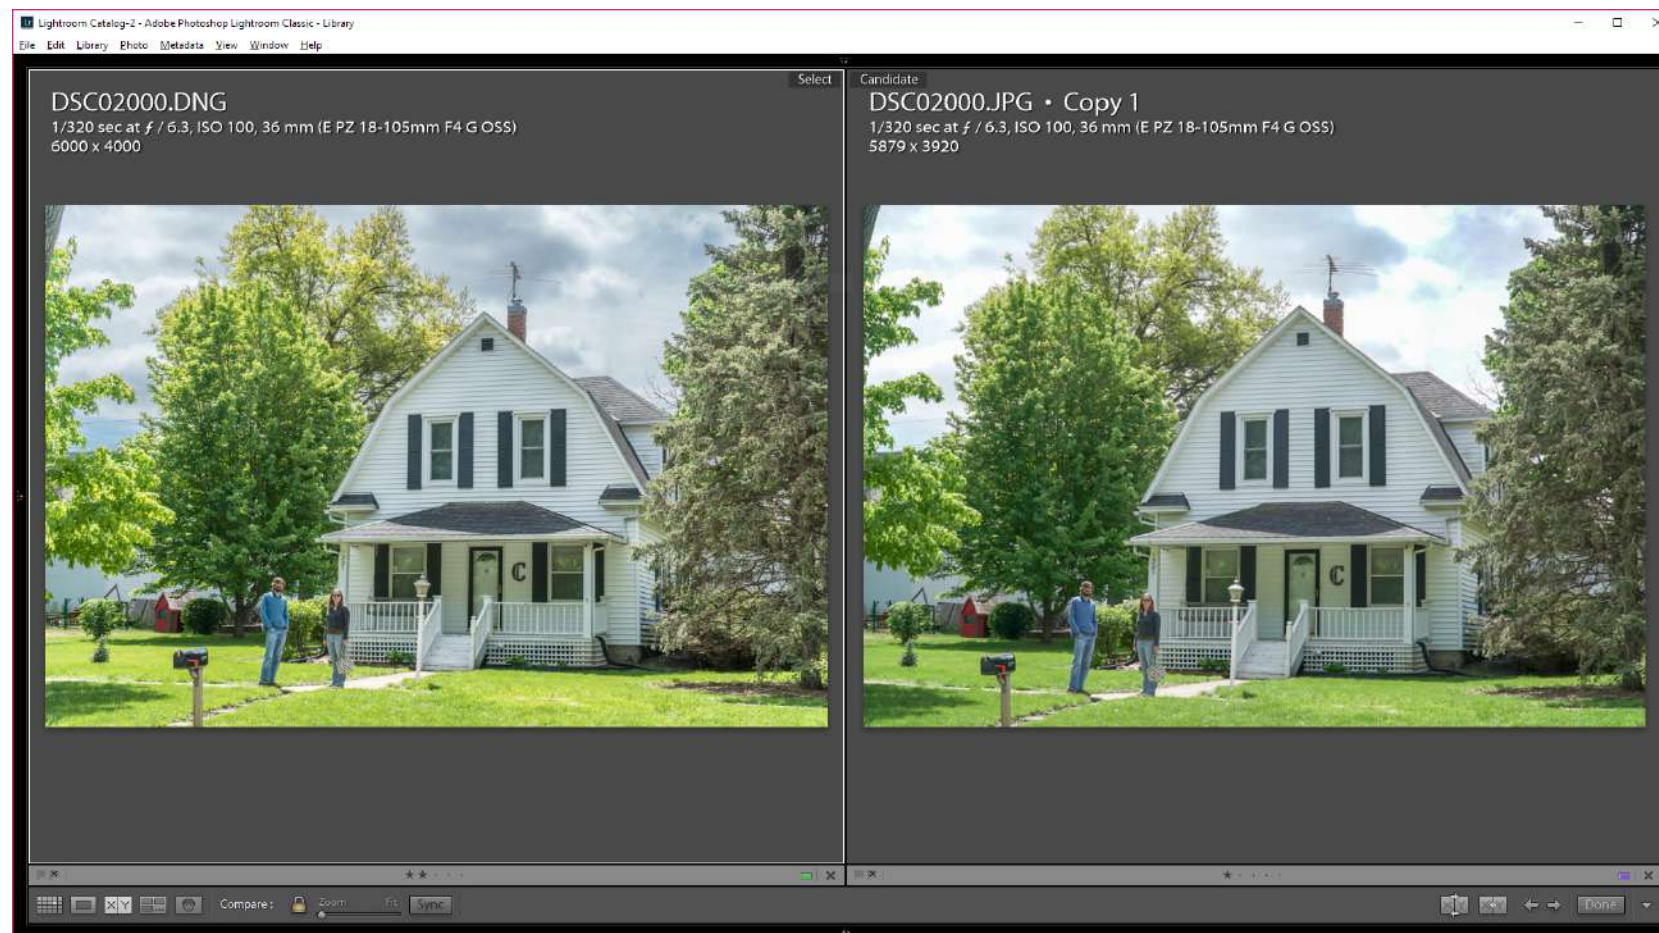 Lr Lightroom Catalog-2 - Adobe Photoshop Lightroom Classic - Library
File Edit Library Photo Metadata View Window Help
Select
DSC02000.DNG
1/320 sec at ƒ / 6.3, ISO 100, 36 mm (E PZ 18-105mm F4 G OSS)
6000 x 4000
Candidate
DSC02000.JPG • Copy 1
1/320 sec at ƒ / 6.3, ISO 100, 36 mm (E PZ 18-105mm F4 G OSS)
5879 x 3920
C
C
XY Compare : Zoom Fit Sync Done